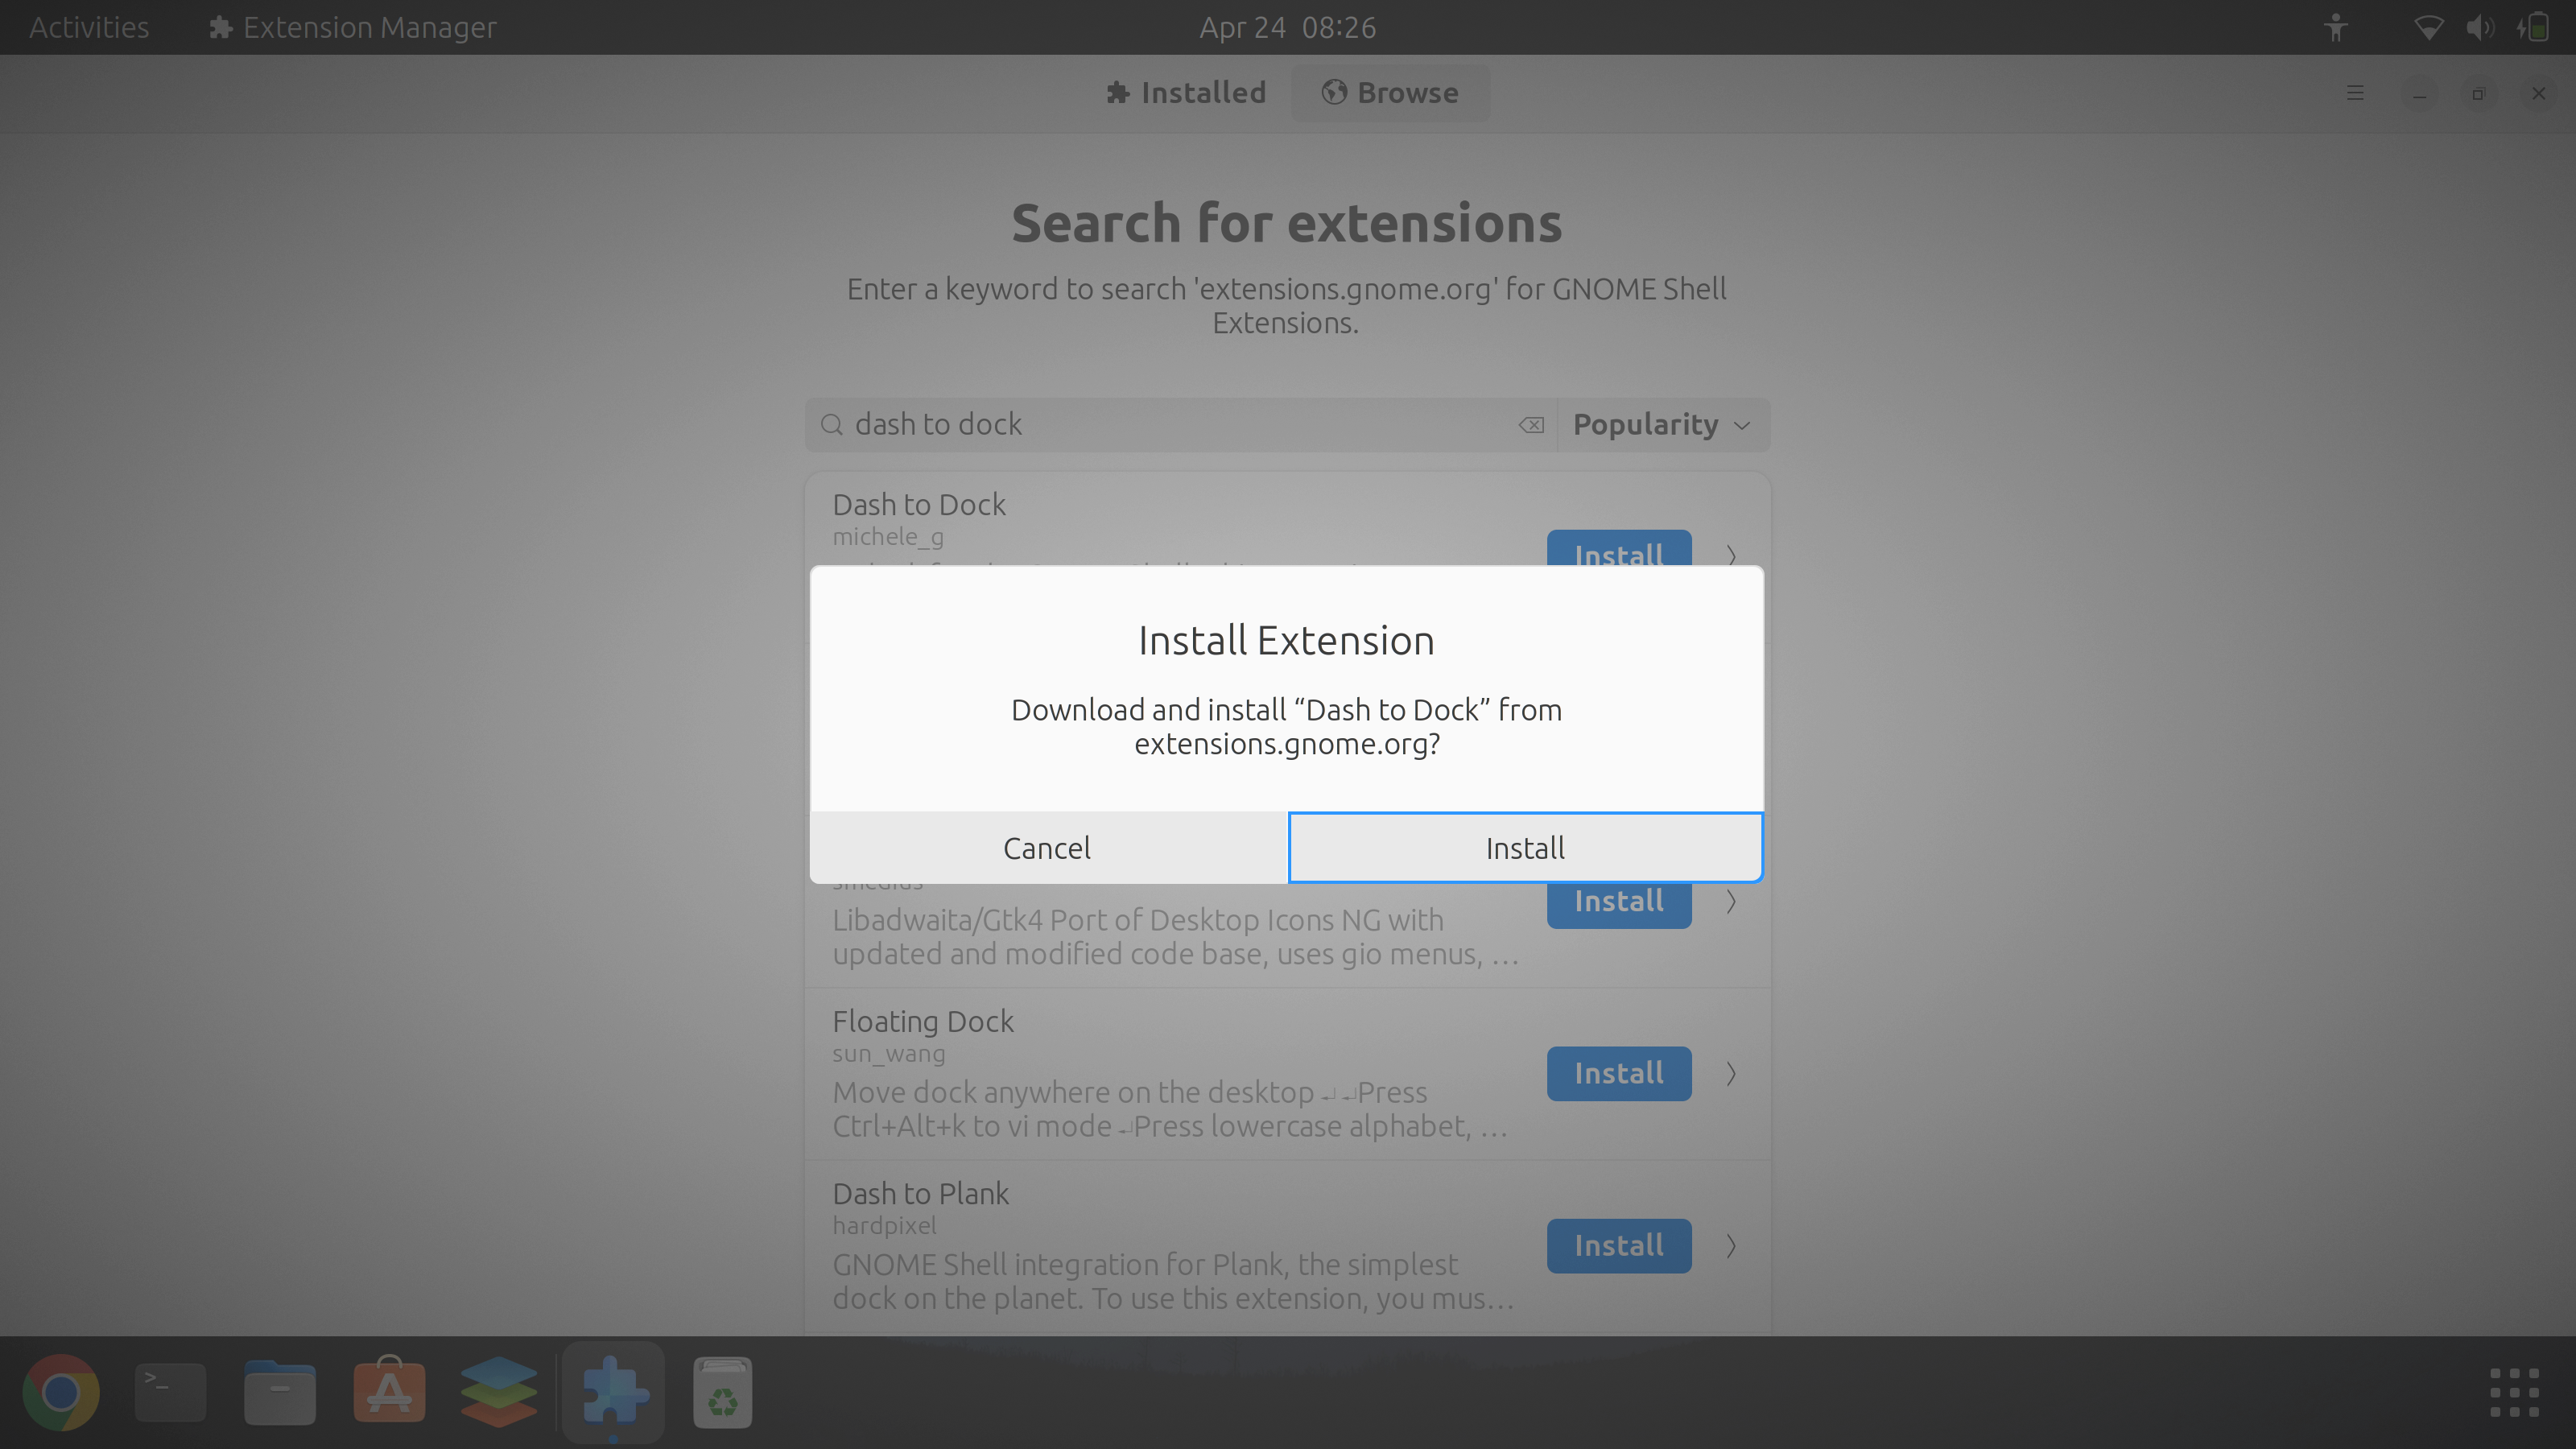 Activities
Extension Manager
Apr 24 08:26
Installed
Browse
Search for extensions
Enter a keyword to search 'extensions.gnome.org' for GNOME Shell
Extensions.
dash to dock
Popularity
Dash to Dock
michele_g
Install
Install Extension
Download and install “Dash to Dock” from
extensions.gnome.org?
Cancel
Install
Install
Libadwaita/Gtk4 Port of Desktop Icons NG with
updated and modified code base, uses gio menus, …
Floating Dock
sun_wang
Install
Move dock anywhere on the desktop ↵ ↵Press
Ctrl+Alt+k to vi mode ↵Press lowercase alphabet, …
Dash to Plank
hardpixel
Install
GNOME Shell integration for Plank, the simplest
dock on the planet. To use this extension, you mus…